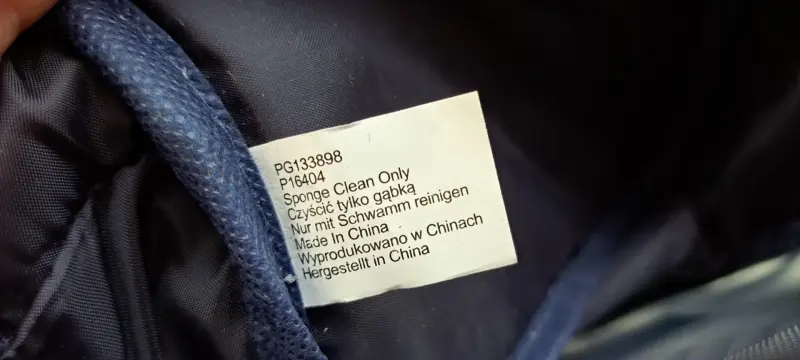 PG133898
P16404
Sponge Clean Only
Czyścić tylko gąbką
Nur mit Schwamm reinigen
Made In China
Wyprodukowano w Chinach
Hergestellt in China